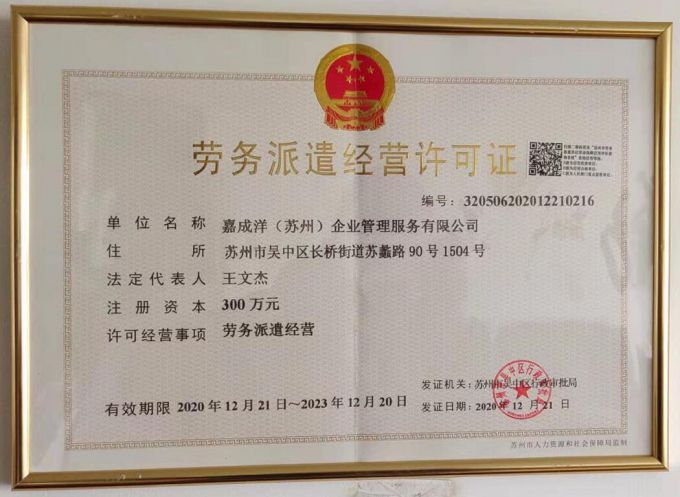 劳务派遣经营许可证
编号：320506202012210216
单位名称 嘉成洋（苏州）企业管理服务有限公司
住所 苏州市吴中区长桥街道苏蠡路90号1504号
法定代表人 王文杰
注册资本 300万元
许可经营事项 劳务派遣经营
发证机关：苏州市吴中区行政审批局
有效期限 2020年12月21日～2023年12月20日
发证日期：2020年12月21日
苏州市人力资源和社会保障局监制